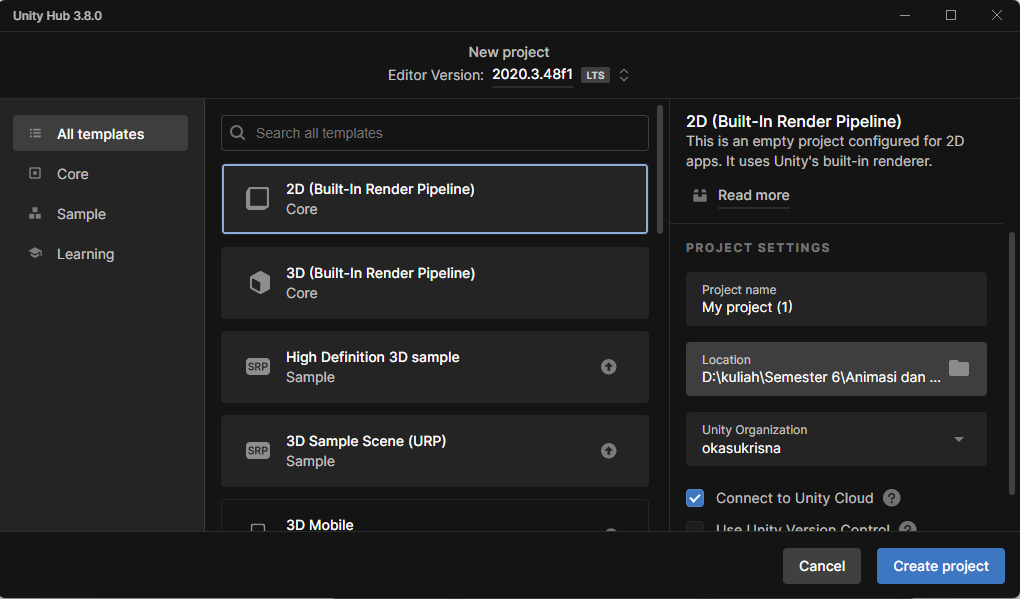 Unity Hub 3.8.0
New project
Editor Version: 2020.3.48f1 LTS
All templates
Core
Sample
Learning
Search all templates
2D (Built-In Render Pipeline)
Core
3D (Built-In Render Pipeline)
Core
SRP
High Definition 3D sample
Sample
SRP
3D Sample Scene (URP)
Sample
3D Mobile
2D (Built-In Render Pipeline)
This is an empty project configured for 2D
apps. It uses Unity's built-in renderer.
Read more
PROJECT SETTINGS
Project name
My project (1)
Location
D:\kuliah\Semester 6\Animasi dan ...
Unity Organization
okasukrisna
Connect to Unity Cloud ?
Use Unity Version Control ?
Cancel
Create project